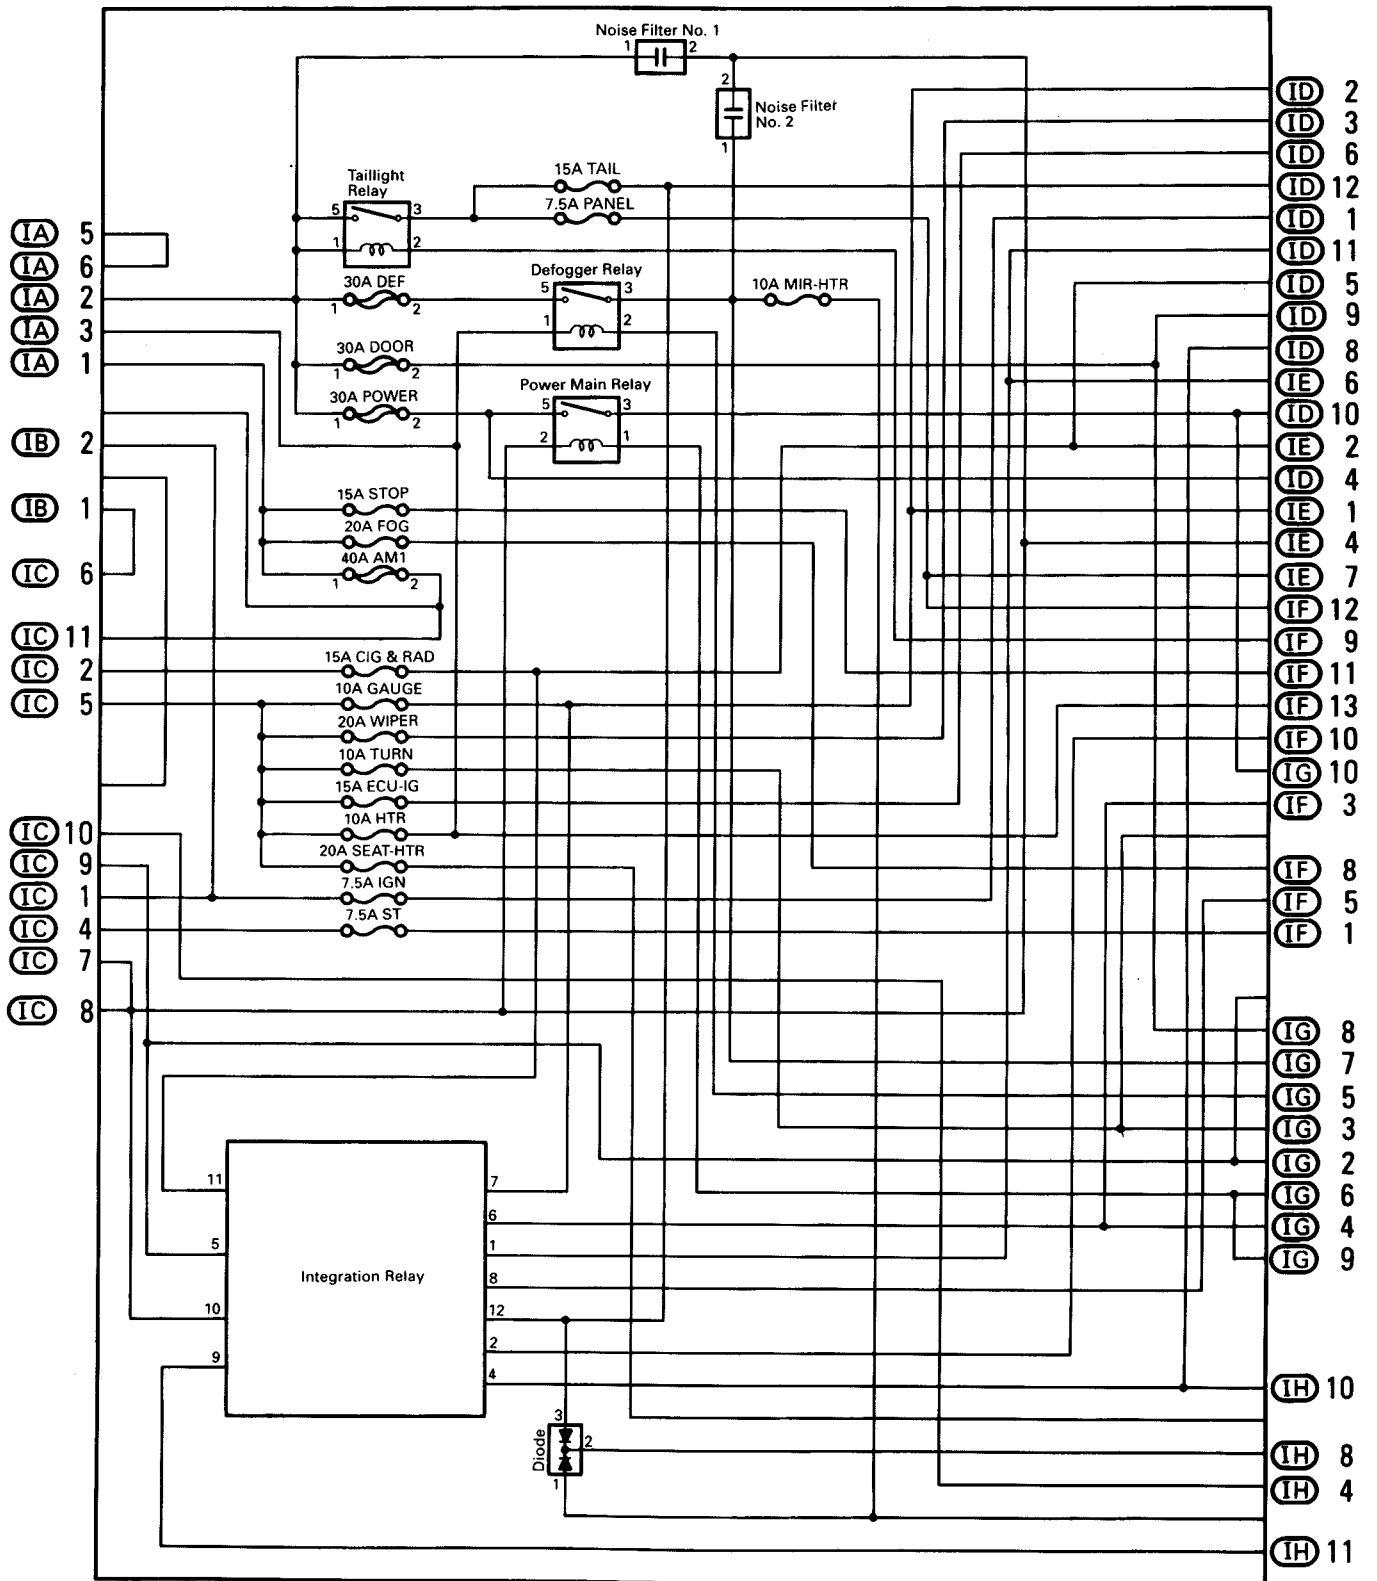 Noise Filter No. 1
1 2
2
Noise Filter
No. 2
1
ID 2
ID 3
ID 6
15A TAIL
ID 12
Taillight
Relay
7.5A PANEL
5 3
ID 1
IA 5
1 2
ID 11
IA 6
Defogger Relay
30A DEF
5 3
10A MIR-HTR
ID 5
IA 2
1 2
ID 9
IA 3
1 2
30A DOOR
ID 8
IA 1
1 2
Power Main Relay
IE 6
30A POWER
5 3
ID 10
1 2
IB 2
2 1
IE 2
ID 4
15A STOP
IB 1
IE 1
20A FOG
IE 4
40A AM1
IC 6
1 2
IE 7
IF 12
IC 11
IF 9
15A CIG & RAD
IC 2
IF 11
10A GAUGE
IC 5
IF 13
20A WIPER
IF 10
10A TURN
IG 10
15A ECU-IG
IF 3
10A HTR
IC 10
20A SEAT-HTR
IC 9
IF 8
7.5A IGN
IC 1
IF 5
7.5A ST
IC 4
IF 1
IC 7
IC 8
IG 8
IG 7
IG 5
IG 3
IG 2
11 7
IG 6
6
IG 4
5 1
IG 9
Integration Relay
8
10 12
2
9
4
IH 10
3
Diode
2
IH 8
1
IH 4
IH 11